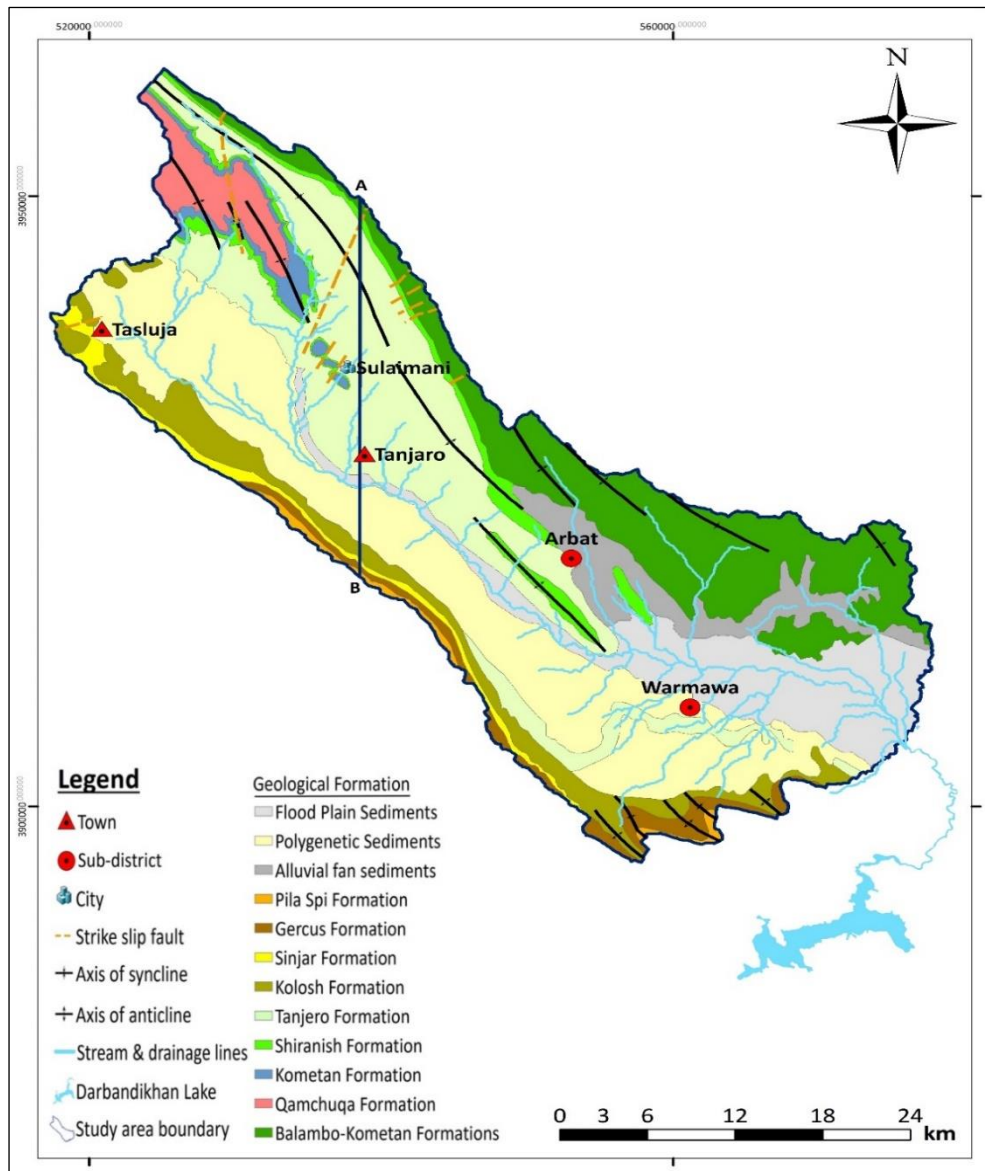 520000.000000
560000.000000
N
3950000.000000
A
Tasluja
Sulaimani
Tanjaro
Arbat
B
Warmawa
3900000.000000
Legend
Town
Sub-district
City
Strike slip fault
Axis of syncline
Axis of anticline
Stream & drainage lines
Darbandikhan Lake
Study area boundary
Geological Formation
Flood Plain Sediments
Polygenetic Sediments
Alluvial fan sediments
Pila Spi Formation
Gercus Formation
Sinjar Formation
Kolosh Formation
Tanjero Formation
Shiranish Formation
Kometan Formation
Qamchuqa Formation
Balambo-Kometan Formations
0 3 6 12 18 24
km